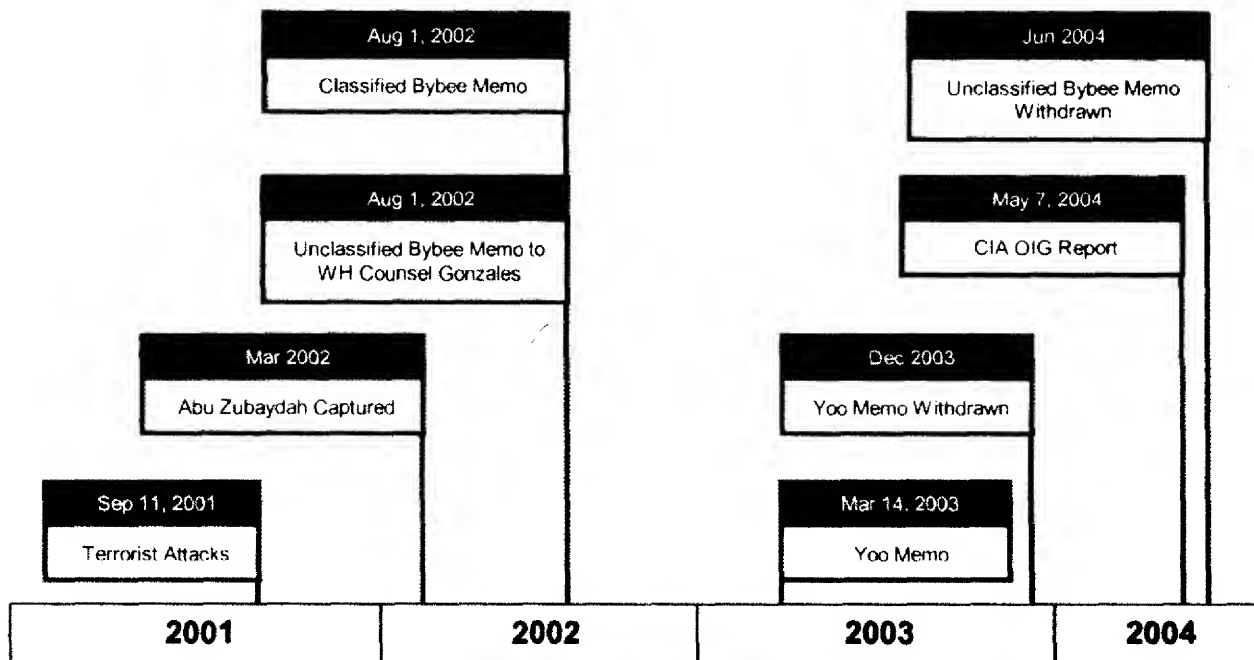 Aug 1, 2002
Classified Bybee Memo
Jun 2004
Unclassified Bybee Memo
Withdrawn
Aug 1, 2002
Unclassified Bybee Memo to
WH Counsel Gonzales
May 7, 2004
CIA OIG Report
Mar 2002
Abu Zubaydah Captured
Dec 2003
Yoo Memo Withdrawn
Sep 11, 2001
Terrorist Attacks
Mar 14, 2003
Yoo Memo
2001
2002
2003
2004